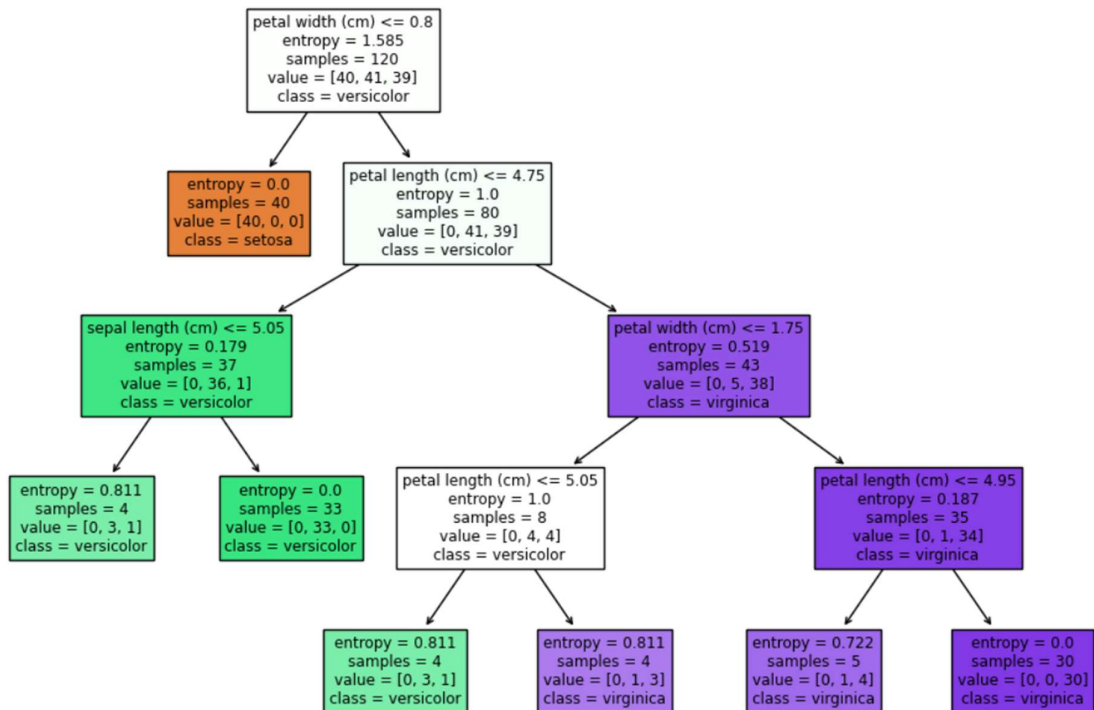 petal width (cm) <= 0.8
entropy = 1.585
samples = 120
value = [40, 41, 39]
class = versicolor
entropy = 0.0
samples = 40
value = [40, 0, 0]
class = setosa
petal length (cm) <= 4.75
entropy = 1.0
samples = 80
value = [0, 41, 39]
class = versicolor
sepal length (cm) <= 5.05
entropy = 0.179
samples = 37
value = [0, 36, 1]
class = versicolor
petal width (cm) <= 1.75
entropy = 0.519
samples = 43
value = [0, 5, 38]
class = virginica
entropy = 0.811
samples = 4
value = [0, 3, 1]
class = versicolor
entropy = 0.0
samples = 33
value = [0, 33, 0]
class = versicolor
petal length (cm) <= 5.05
entropy = 1.0
samples = 8
value = [0, 4, 4]
class = versicolor
petal length (cm) <= 4.95
entropy = 0.187
samples = 35
value = [0, 1, 34]
class = virginica
entropy = 0.811
samples = 4
value = [0, 3, 1]
class = versicolor
entropy = 0.811
samples = 4
value = [0, 1, 3]
class = virginica
entropy = 0.722
samples = 5
value = [0, 1, 4]
class = virginica
entropy = 0.0
samples = 30
value = [0, 0, 30]
class = virginica